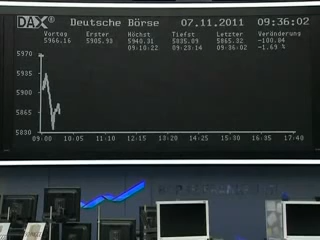 DAX® Deutsche Börse 07.11.2011 09:36:02
Vortag Erster Höchst Tiefst Letzter Veränderung
5966.16 5905.93 5940.31 5835.09 5865.32 -100.84
09:10:22 09:23:14 09:36:02 -1.69 %
5970
5935
5900
5865
5830
09:00 10:05 11:10 12:15 13:20 14:25 15:30 16:35 17:40